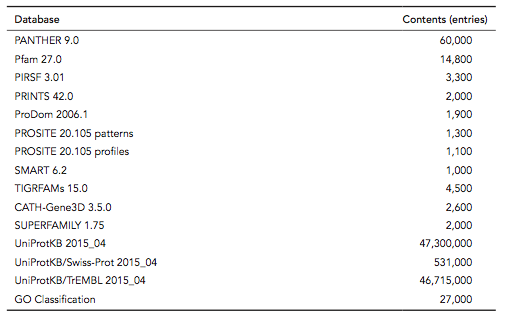 Database Contents (entries)
PANTHER 9.0 60,000
Pfam 27.0 14,800
PIRSF 3.01 3,300
PRINTS 42.0 2,000
ProDom 2006.1 1,900
PROSITE 20.105 patterns 1,300
PROSITE 20.105 profiles 1,100
SMART 6.2 1,000
TIGRFAMs 15.0 4,500
CATH-Gene3D 3.5.0 2,600
SUPERFAMILY 1.75 2,000
UniProtKB 2015_04 47,300,000
UniProtKB/Swiss-Prot 2015_04 531,000
UniProtKB/TrEMBL 2015_04 46,715,000
GO Classification 27,000